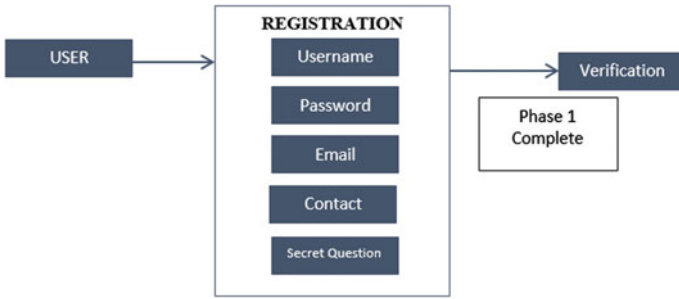 REGISTRATION
USER
Username
Password
Email
Contact
Secret Question
Verification
Phase 1
Complete